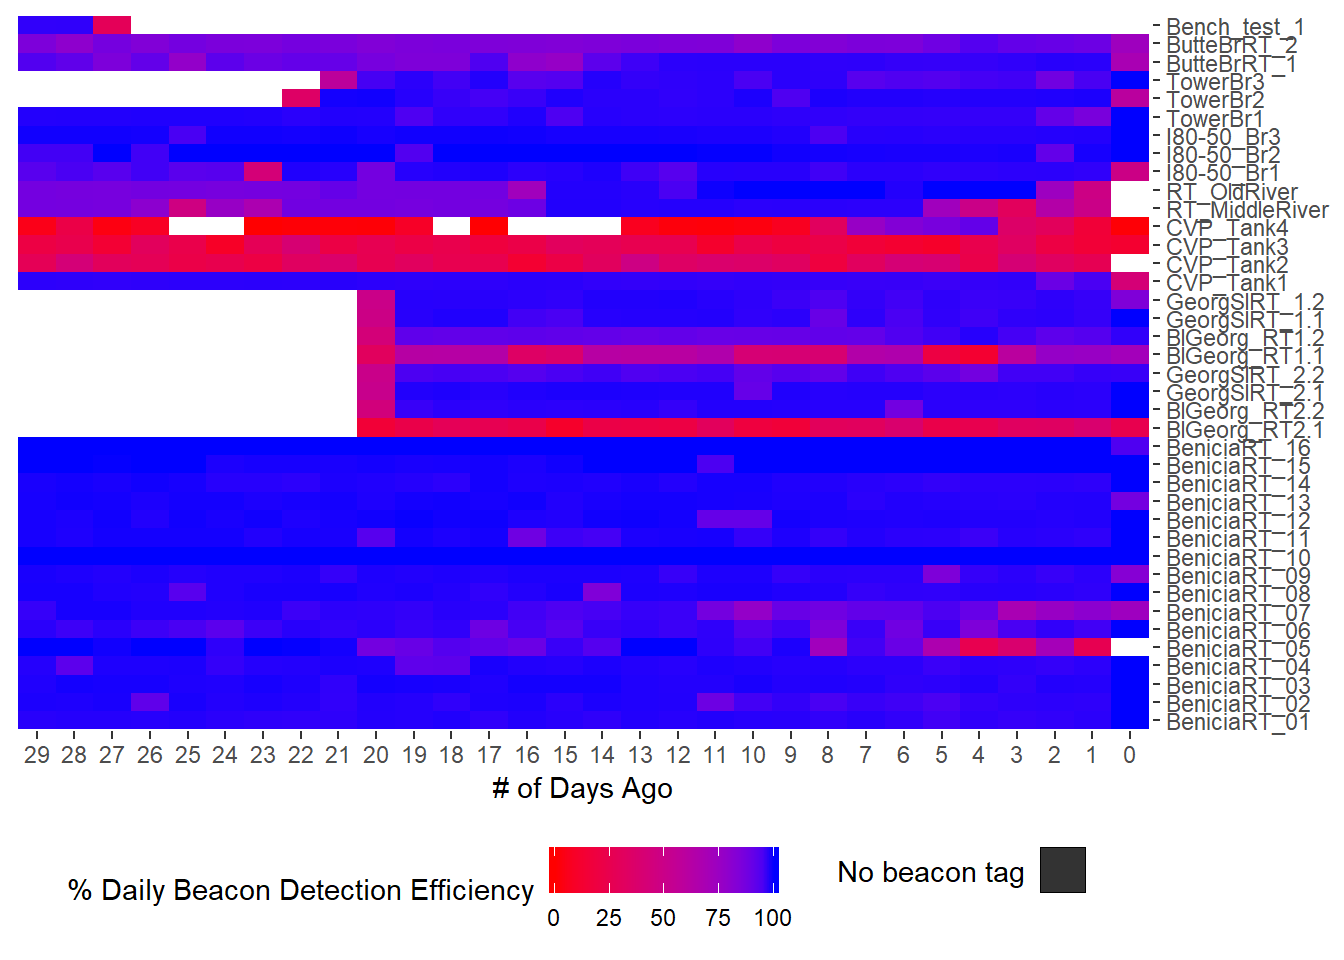 Bench_test_1
ButteBrRT_2
ButteBrRT_1
TowerBr3
TowerBr2
TowerBr1
I80-50_Br3
I80-50_Br2
I80-50_Br1
RT_OldRiver
RT_MiddleRiver
CVP_Tank4
CVP_Tank3
CVP_Tank2
CVP_Tank1
GeorgSlRT_1.2
GeorgSlRT_1.1
BlGeorg_RT1.2
BlGeorg_RT1.1
GeorgSlRT_2.2
GeorgSlRT_2.1
BlGeorg_RT2.2
BlGeorg_RT2.1
BeniciaRT_16
BeniciaRT_15
BeniciaRT_14
BeniciaRT_13
BeniciaRT_12
BeniciaRT_11
BeniciaRT_10
BeniciaRT_09
BeniciaRT_08
BeniciaRT_07
BeniciaRT_06
BeniciaRT_05
BeniciaRT_04
BeniciaRT_03
BeniciaRT_02
BeniciaRT_01
29 28 27 26 25 24 23 22 21 20 19 18 17 16 15 14 13 12 11 10 9 8 7 6 5 4 3 2 1 0
# of Days Ago
% Daily Beacon Detection Efficiency
0 25 50 75 100
No beacon tag